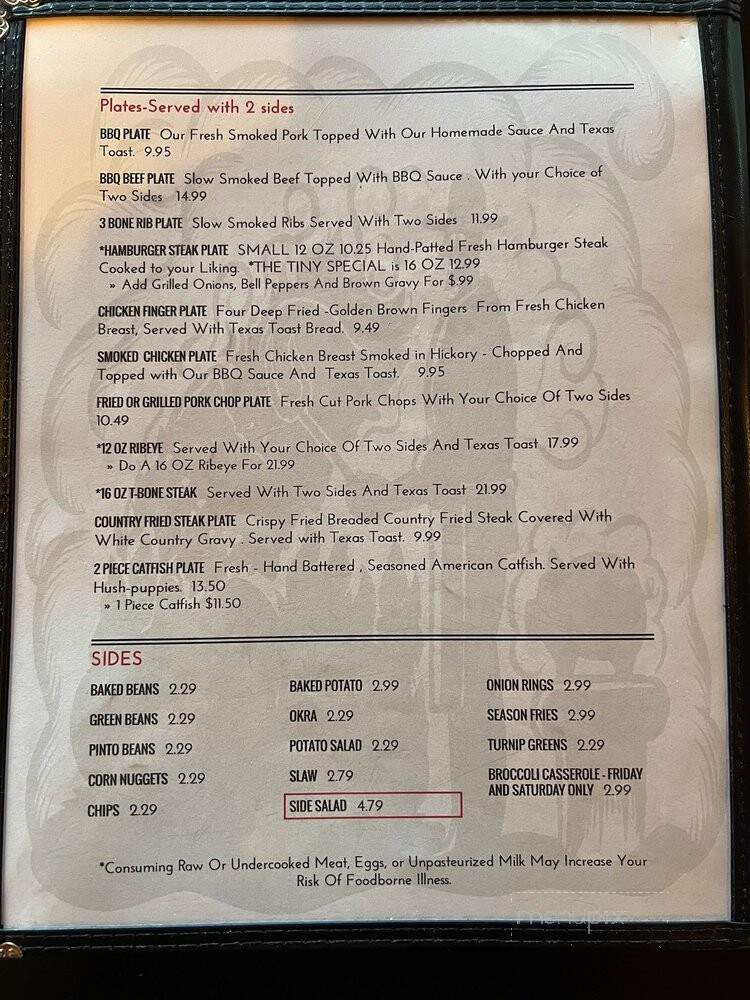 Plates-Served with 2 sides
BBQ PLATE Our Fresh Smoked Pork Topped With Our Homemade Sauce And Texas
Toast. 9.95
BBQ BEEF PLATE Slow Smoked Beef Topped With BBQ Sauce . With your Choice of
Two Sides 14.99
3 BONE RIB PLATE Slow Smoked Ribs Served With Two Sides 11.99
*HAMBURGER STEAK PLATE SMALL 12 OZ 10.25 Hand-Patted Fresh Hamburger Steak
Cooked to your Liking. *THE TINY SPECIAL is 16 OZ 12.99
» Add Grilled Onions, Bell Peppers And Brown Gravy For $.99
CHICKEN FINGER PLATE Four Deep Fried -Golden Brown Fingers From Fresh Chicken
Breast, Served With Texas Toast Bread. 9.49
SMOKED CHICKEN PLATE Fresh Chicken Breast Smoked in Hickory - Chopped And
Topped with Our BBQ Sauce And Texas Toast. 9.95
FRIED OR GRILLED PORK CHOP PLATE Fresh Cut Pork Chops With Your Choice Of Two Sides
10.49
*12 OZ RIBEYE Served With Your Choice Of Two Sides And Texas Toast 17.99
» Do A 16 OZ Ribeye For 21.99
*16 OZ T-BONE STEAK Served With Two Sides And Texas Toast 21.99
COUNTRY FRIED STEAK PLATE Crispy Fried Breaded Country Fried Steak Covered With
White Country Gravy . Served with Texas Toast. 9.99
2 PIECE CATFISH PLATE Fresh - Hand Battered , Seasoned American Catfish. Served With
Hush-puppies. 13.50
» 1 Piece Catfish $11.50
SIDES
BAKED BEANS 2.29
GREEN BEANS 2.29
PINTO BEANS 2.29
CORN NUGGETS 2.29
CHIPS 2.29
BAKED POTATO 2.99
OKRA 2.29
POTATO SALAD 2.29
SLAW 2.79
SIDE SALAD 4.79
ONION RINGS 2.99
SEASON FRIES 2.99
TURNIP GREENS 2.29
BROCCOLI CASSEROLE - FRIDAY
AND SATURDAY ONLY 2.99
*Consuming Raw Or Undercooked Meat, Eggs, or Unpasteurized Milk May Increase Your
Risk Of Foodborne Illness.